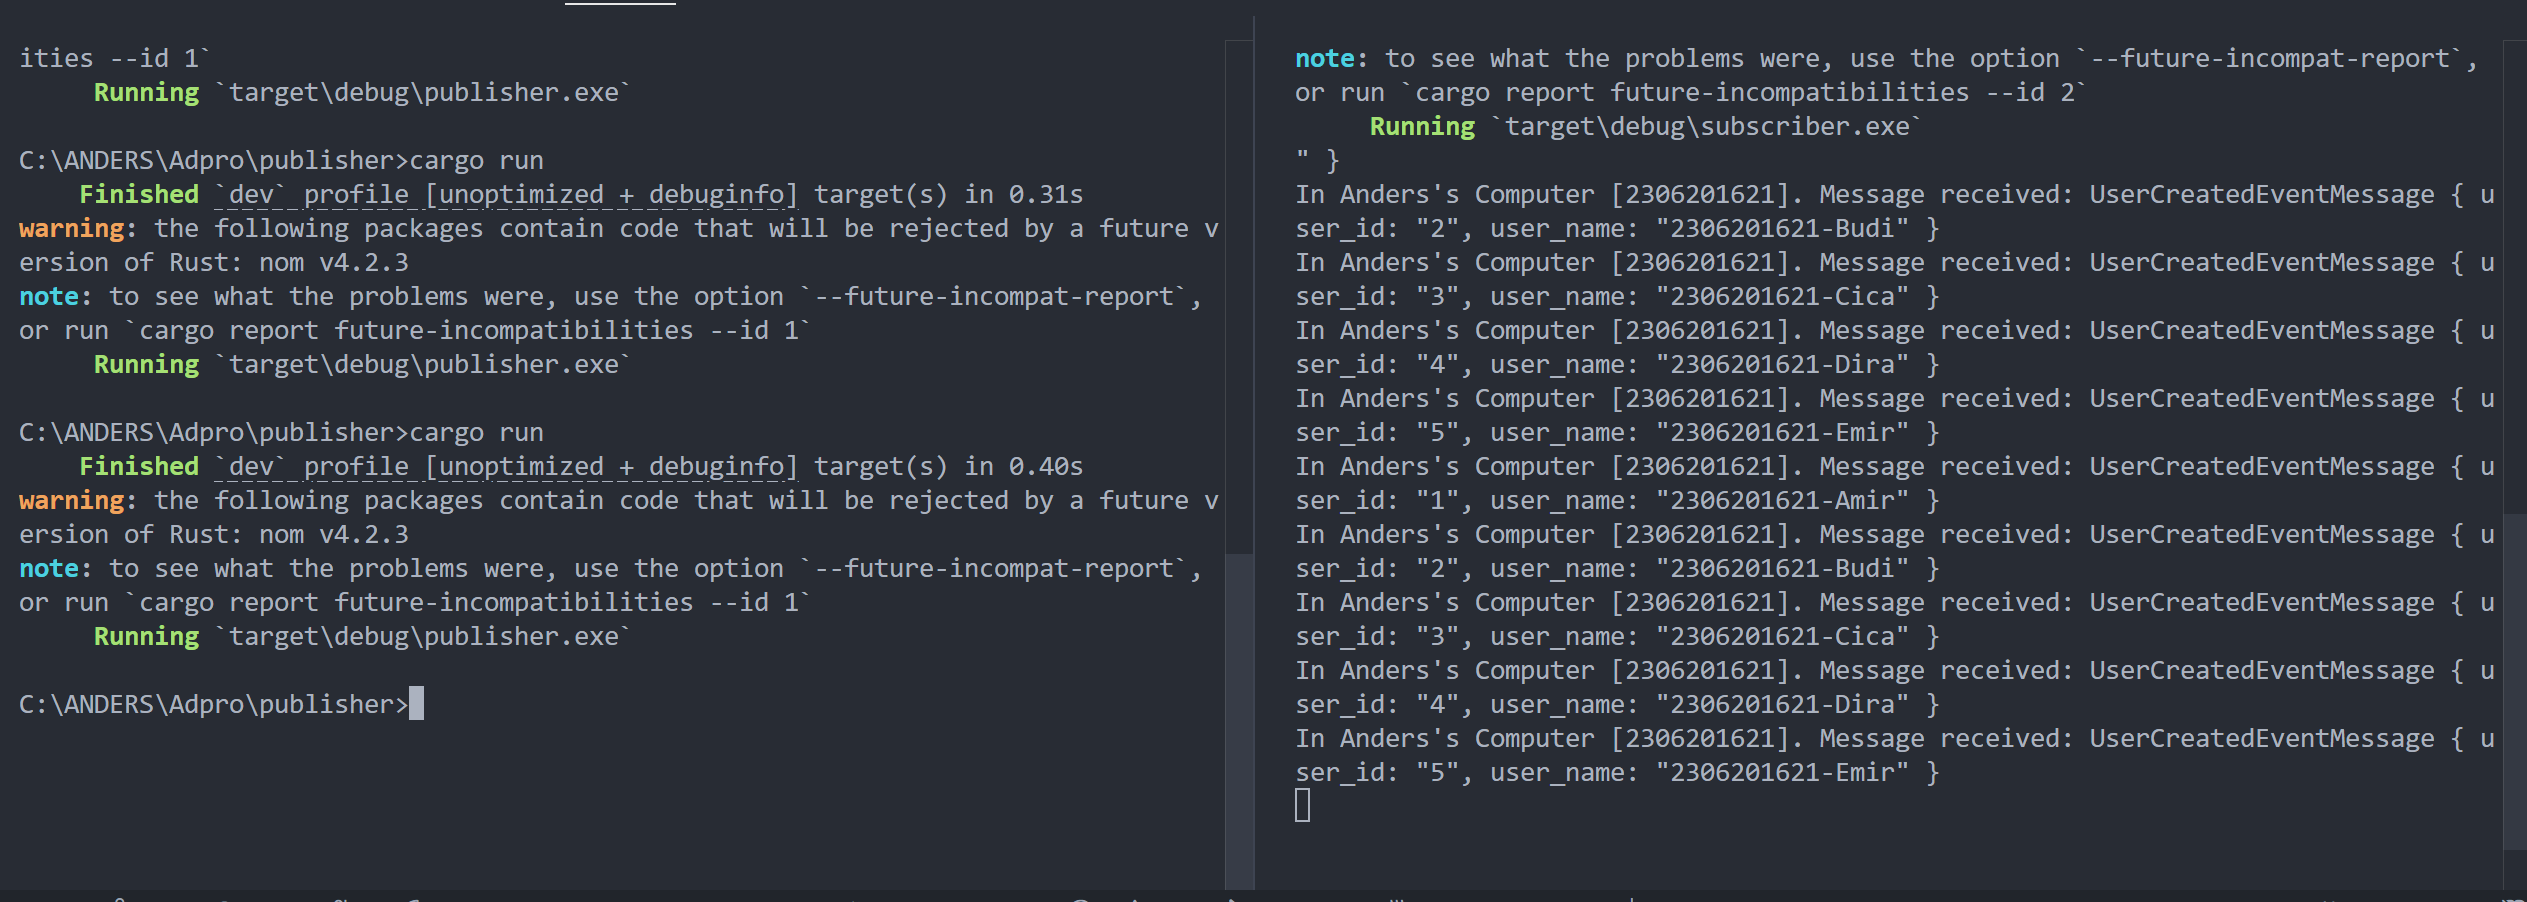 ities --id 1`
     Running `target\debug\publisher.exe`

C:\ANDERS\Adpro\publisher>cargo run
    Finished `dev` profile [unoptimized + debuginfo] target(s) in 0.31s
warning: the following packages contain code that will be rejected by a future v
ersion of Rust: nom v4.2.3
note: to see what the problems were, use the option `--future-incompat-report`,
or run `cargo report future-incompatibilities --id 1`
     Running `target\debug\publisher.exe`

C:\ANDERS\Adpro\publisher>cargo run
    Finished `dev` profile [unoptimized + debuginfo] target(s) in 0.40s
warning: the following packages contain code that will be rejected by a future v
ersion of Rust: nom v4.2.3
note: to see what the problems were, use the option `--future-incompat-report`,
or run `cargo report future-incompatibilities --id 1`
     Running `target\debug\publisher.exe`

C:\ANDERS\Adpro\publisher>
note: to see what the problems were, use the option `--future-incompat-report`,
or run `cargo report future-incompatibilities --id 2`
     Running `target\debug\subscriber.exe`
" }
In Anders's Computer [2306201621]. Message received: UserCreatedEventMessage { u
ser_id: "2", user_name: "2306201621-Budi" }
In Anders's Computer [2306201621]. Message received: UserCreatedEventMessage { u
ser_id: "3", user_name: "2306201621-Cica" }
In Anders's Computer [2306201621]. Message received: UserCreatedEventMessage { u
ser_id: "4", user_name: "2306201621-Dira" }
In Anders's Computer [2306201621]. Message received: UserCreatedEventMessage { u
ser_id: "5", user_name: "2306201621-Emir" }
In Anders's Computer [2306201621]. Message received: UserCreatedEventMessage { u
ser_id: "1", user_name: "2306201621-Amir" }
In Anders's Computer [2306201621]. Message received: UserCreatedEventMessage { u
ser_id: "2", user_name: "2306201621-Budi" }
In Anders's Computer [2306201621]. Message received: UserCreatedEventMessage { u
ser_id: "3", user_name: "2306201621-Cica" }
In Anders's Computer [2306201621]. Message received: UserCreatedEventMessage { u
ser_id: "4", user_name: "2306201621-Dira" }
In Anders's Computer [2306201621]. Message received: UserCreatedEventMessage { u
ser_id: "5", user_name: "2306201621-Emir" }